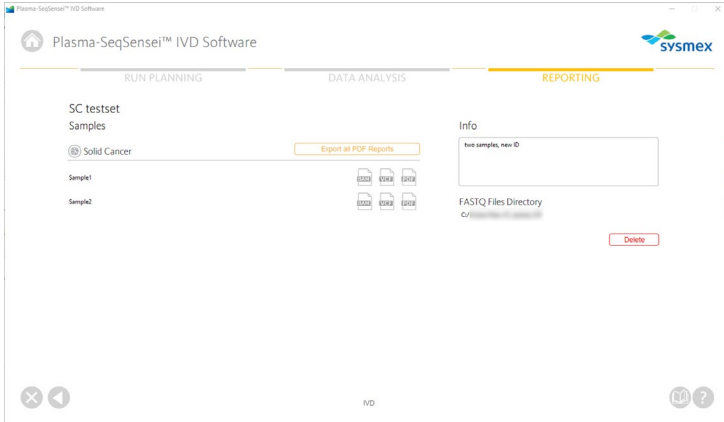 Plasma-SeqSensei™ IVD Software
Plasma-SeqSensei™ IVD Software
sysmex
RUN PLANNING
DATA ANALYSIS
REPORTING
SC testset
Samples
Info
Solid Cancer
Export all PDF Reports
two samples, new ID
Sample1
BAM VCF PDF
Sample2
BAM VCF PDF
FASTQ Files Directory
C:/
Delete
IVD
?